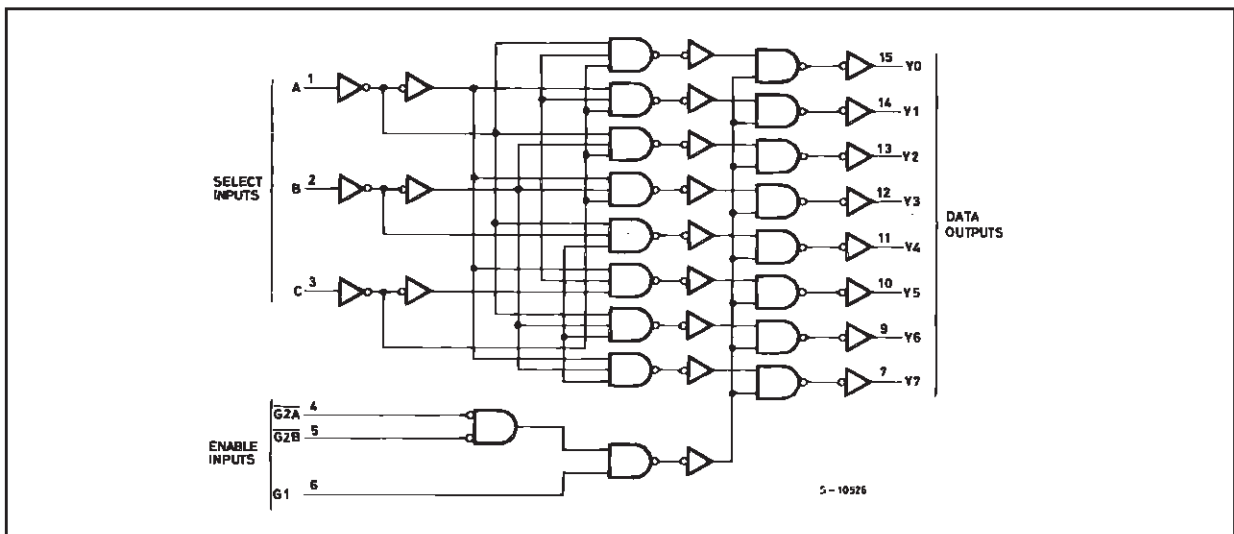 15 Y0
A 1
14 Y1
13 Y2
SELECT
INPUTS
B 2
12 Y3
DATA
OUTPUTS
11 Y4
C 3
10 Y5
9 Y6
7 Y7
G2A 4
G2B 5
ENABLE
INPUTS
G1 6
S-10526